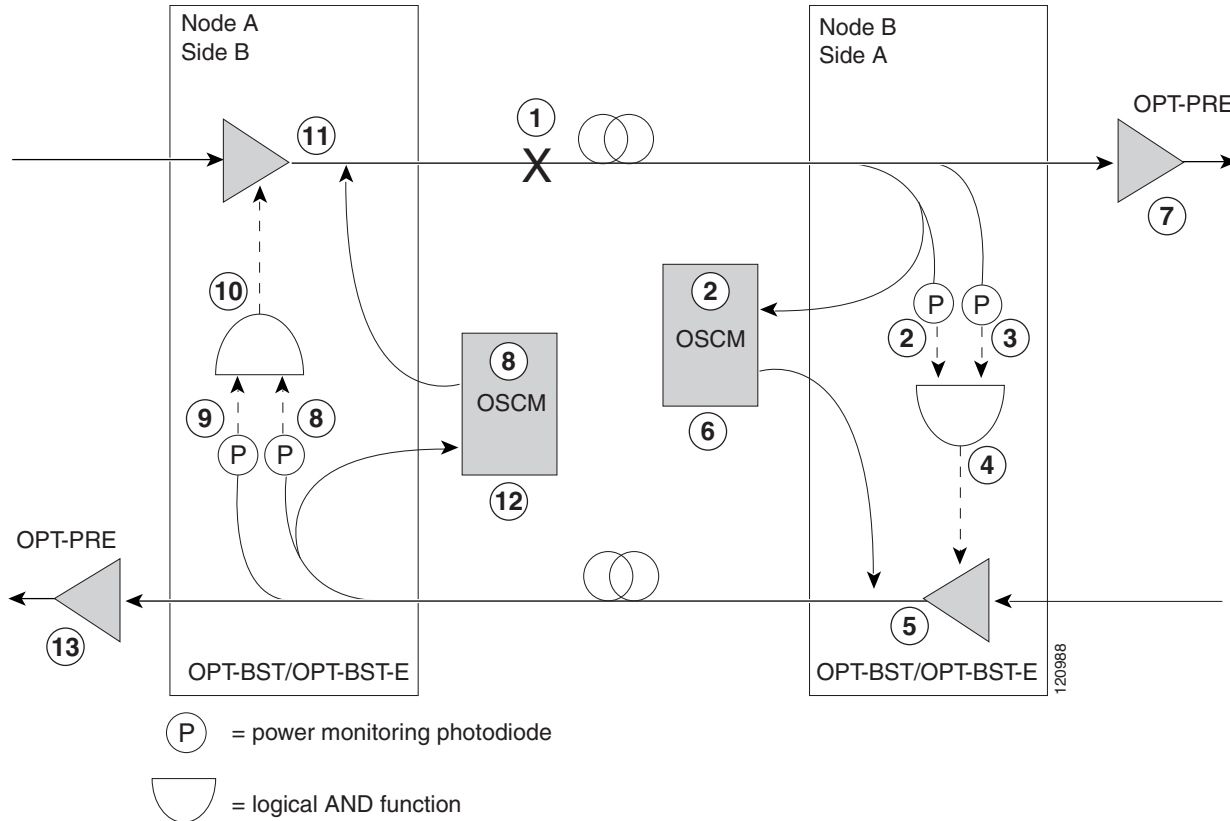 Node A
Side B
Node B
Side A
OPT-PRE
1
11
7
10
2
OSCM
P
P
2
3
8
OSCM
9
8
P
P
6
4
12
OPT-PRE
13
5
OPT-BST/OPT-BST-E
OPT-BST/OPT-BST-E
120988
P = power monitoring photodiode
= logical AND function